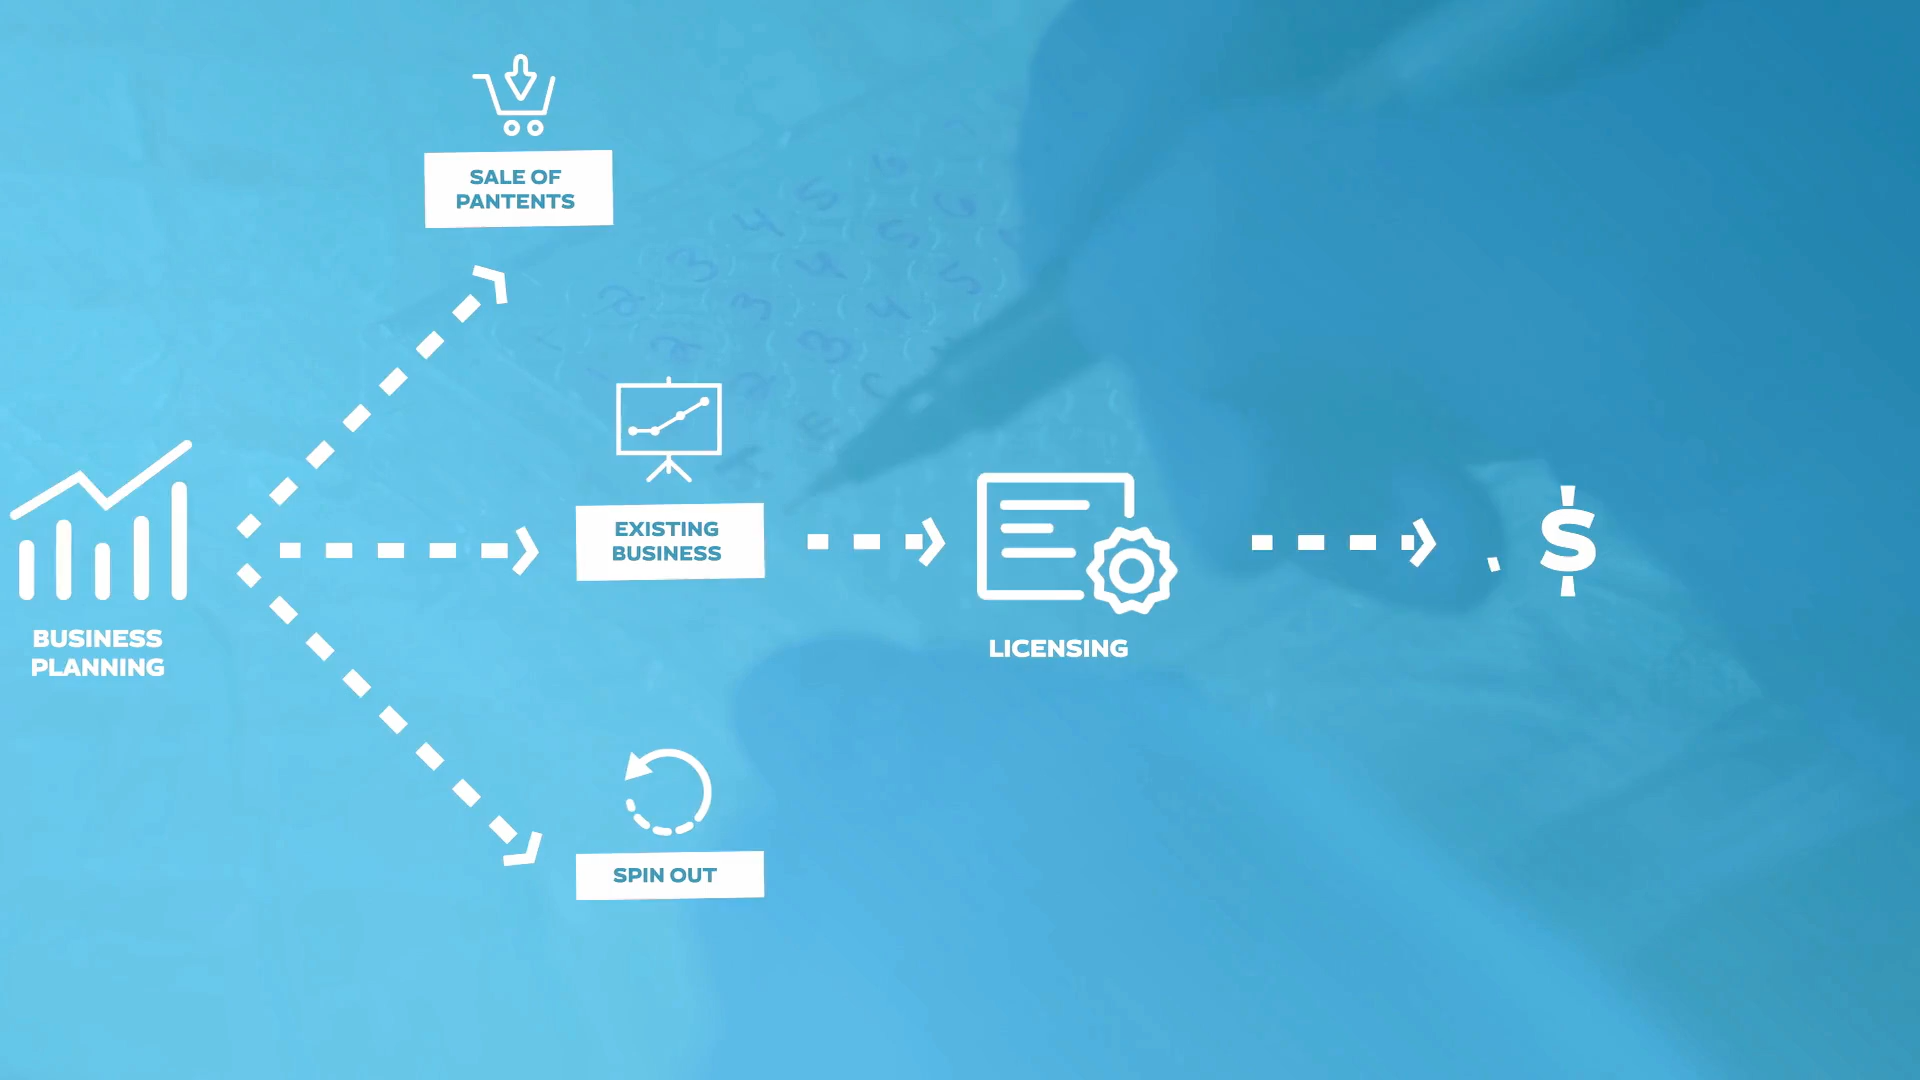 SALE OF
PANTENTS
EXISTING
BUSINESS
BUSINESS
PLANNING
LICENSING
$
SPIN OUT